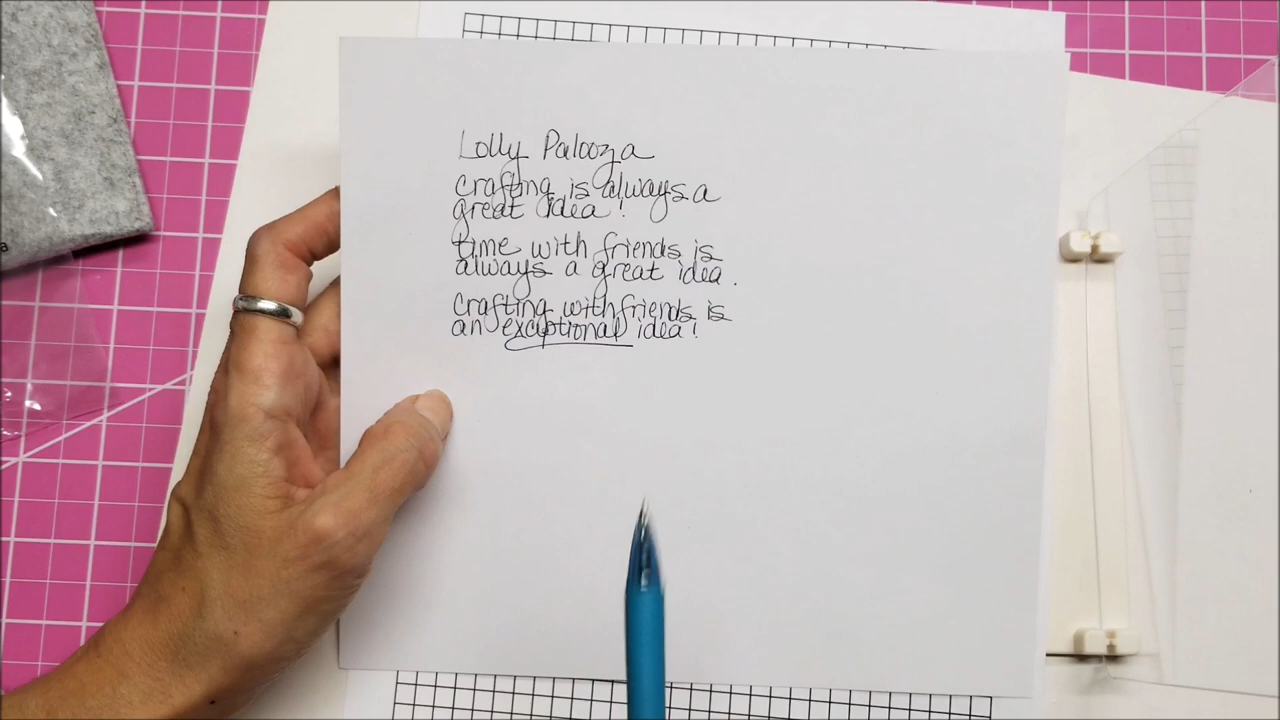 Lolly Palooza
crafting is always a
great idea!
time with friends is
always a great idea.
Crafting with friends is
an exceptional idea!